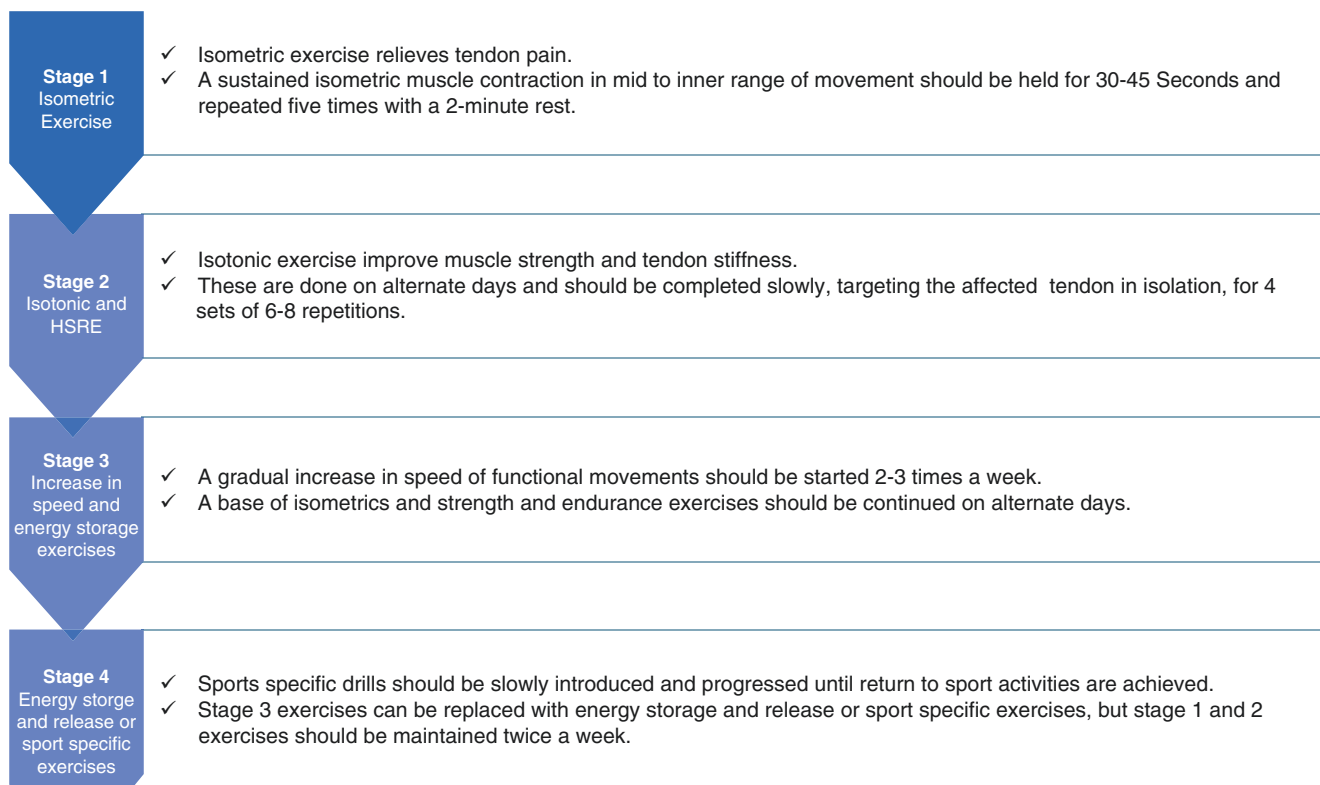 Stage 1
Isometric
Exercise
✓ Isometric exercise relieves tendon pain.
✓ A sustained isometric muscle contraction in mid to inner range of movement should be held for 30-45 Seconds and
repeated five times with a 2-minute rest.
Stage 2
Isotonic and
HSRE
✓ Isotonic exercise improve muscle strength and tendon stiffness.
✓ These are done on alternate days and should be completed slowly, targeting the affected tendon in isolation, for 4
sets of 6-8 repetitions.
Stage 3
Increase in
speed and
energy storage
exercises
✓ A gradual increase in speed of functional movements should be started 2-3 times a week.
✓ A base of isometrics and strength and endurance exercises should be continued on alternate days.
Stage 4
Energy storge
and release or
sport specific
exercises
✓ Sports specific drills should be slowly introduced and progressed until return to sport activities are achieved.
✓ Stage 3 exercises can be replaced with energy storage and release or sport specific exercises, but stage 1 and 2
exercises should be maintained twice a week.